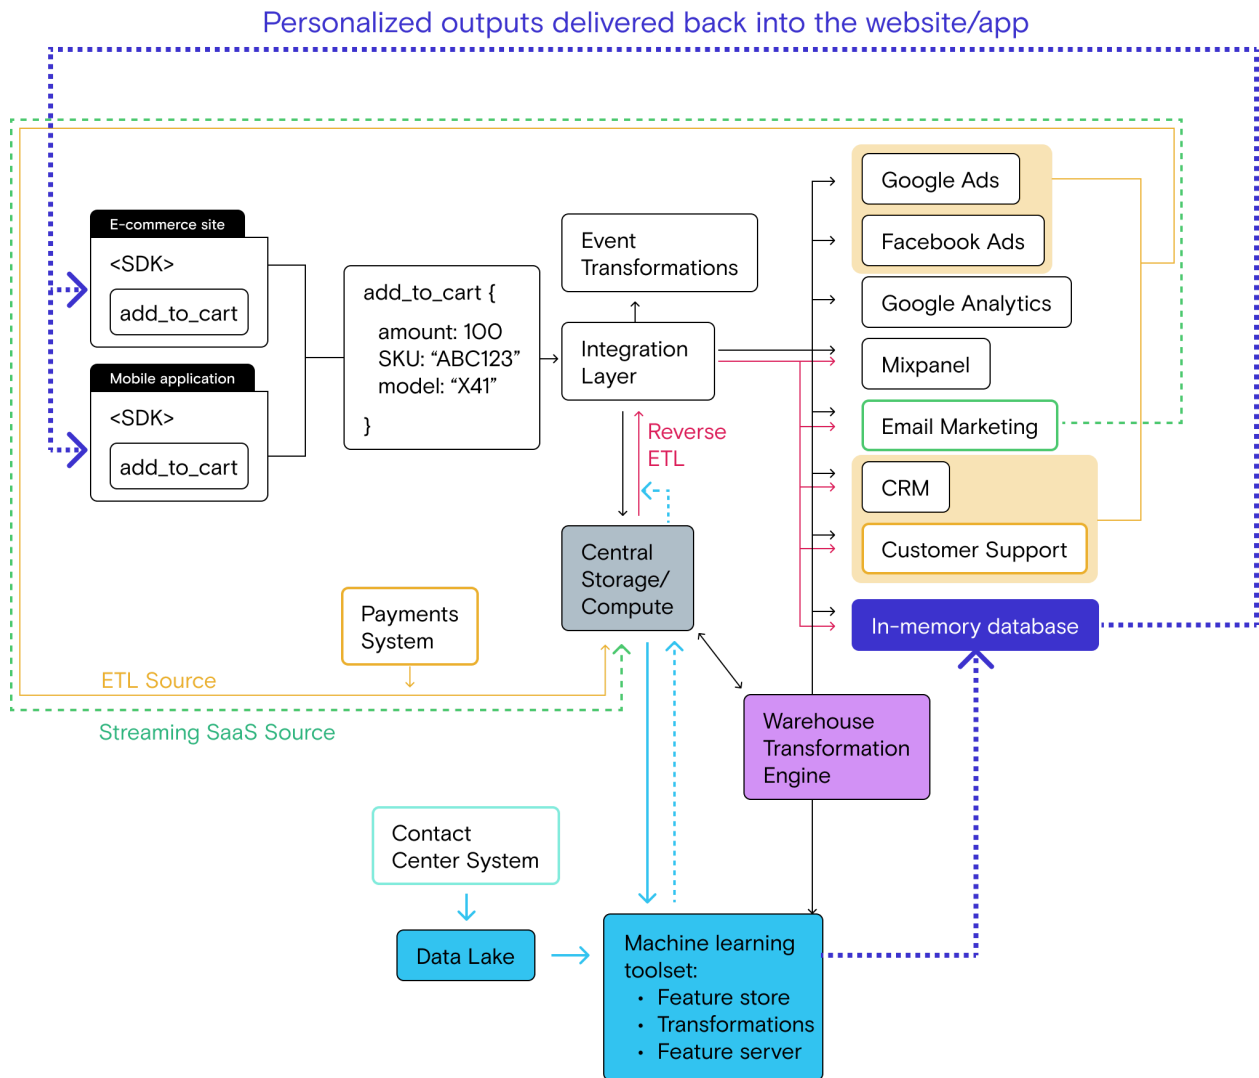 Personalized outputs delivered back into the website/app
E-commerce site
<SDK>
add_to_cart
Mobile application
<SDK>
add_to_cart
add_to_cart {
amount: 100
SKU: “ABC123”
model: “X41”
}
Event
Transformations
Integration
Layer
Reverse
ETL
Google Ads
Facebook Ads
Google Analytics
Mixpanel
Email Marketing
CRM
Customer Support
In-memory database
Central
Storage/
Compute
Payments
System
ETL Source
Streaming SaaS Source
Warehouse
Transformation
Engine
Contact
Center System
Data Lake
Machine learning
toolset:
• Feature store
• Transformations
• Feature server